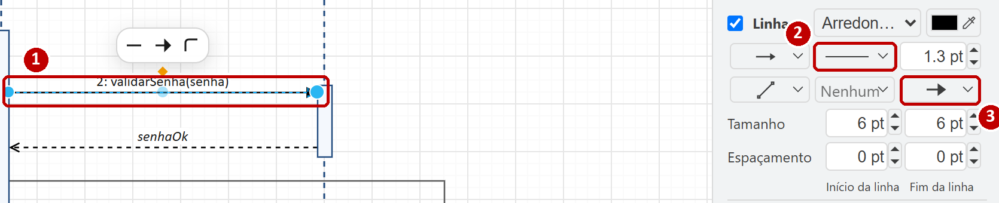 1
2: validarSenha(senha)
senhaOk
Linha
2
Arredon...
1.3 pt
Nenhum
3
Tamanho
6 pt
6 pt
Espaçamento
0 pt
0 pt
Início da linha
Fim da linha